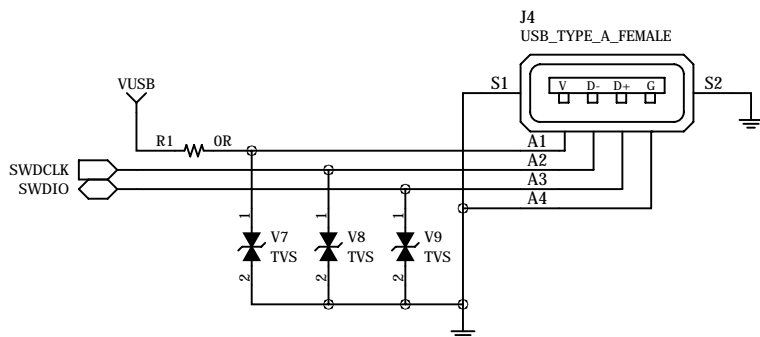 J4
USB_TYPE_A_FEMALE
S1
V D- D+ G
S2
VUSB
R1 0R
A1
SWDCLK
A2
SWDIO
A3
A4
1 V7 TVS 2
1 V8 TVS 2
1 V9 TVS 2